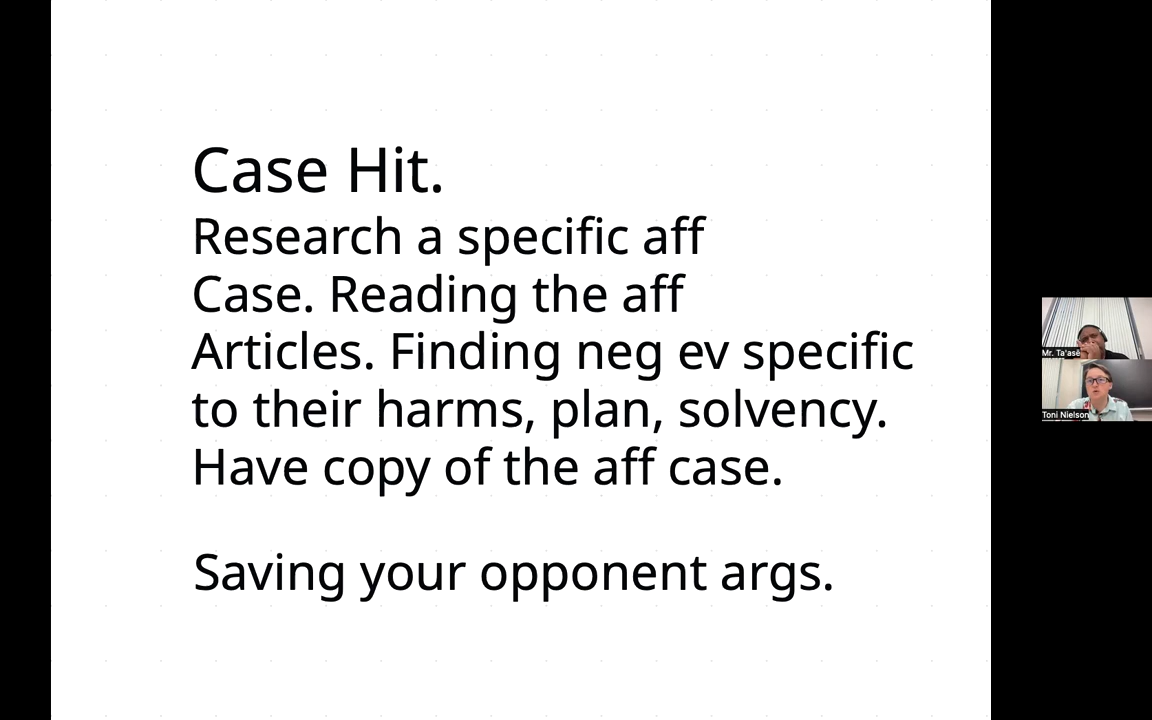 Case Hit.
Research a specific aff
Case. Reading the aff
Articles. Finding neg ev specific
to their harms, plan, solvency.
Have copy of the aff case.
Saving your opponent args.
Mr. Ta'ase
Toni Nielson